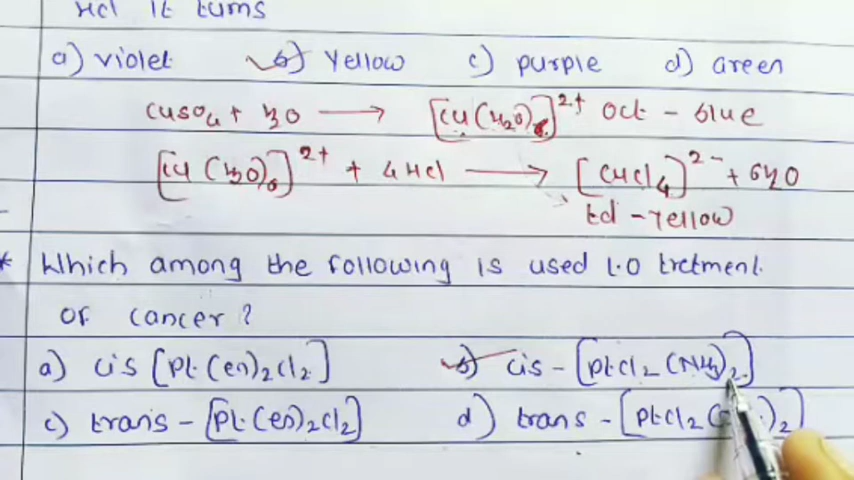 HCl it turns
a) violet b) Yellow c) purple d) green
CuSO4 + H2O → [Cu(H2O)6]2+ Oct - blue
[Cu(H2O)6]2+ + 4HCl → [CuCl4]2- + 6H2O
td - Yellow
* Which among the following is used i.o tretment
of cancer?
a) cis [Pt(en)2Cl2] b) cis - [PtCl2(NH3)2]
c) trans - [Pt(en)2Cl2] d) trans - [PtCl2( )2]